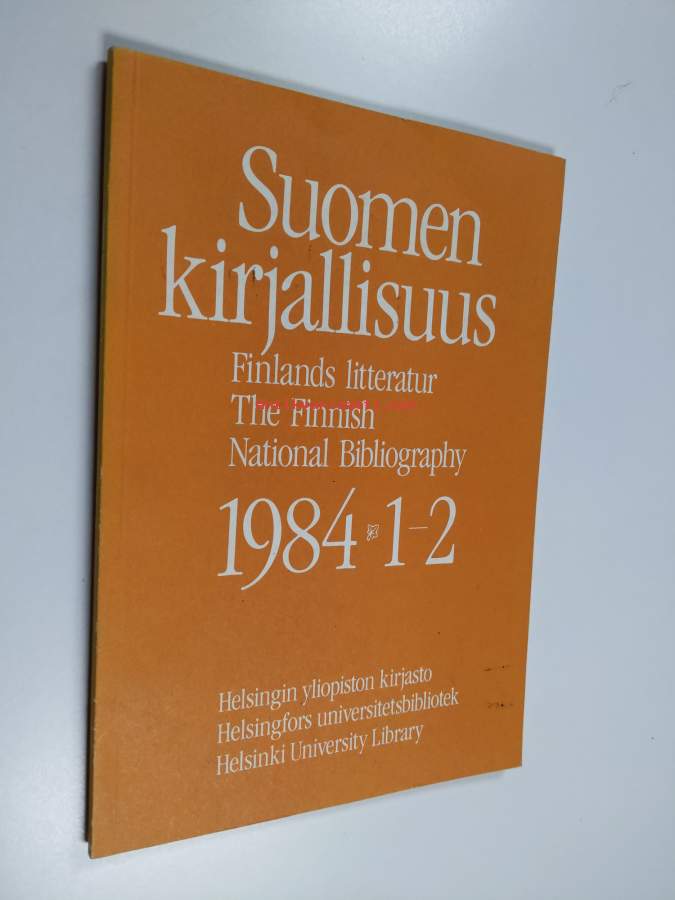 Suomen
kirjallisuus
Finlands litteratur
The Finnish
National Bibliography
1984 1–2
Helsingin yliopiston kirjasto
Helsingfors universitetsbibliotek
Helsinki University Library